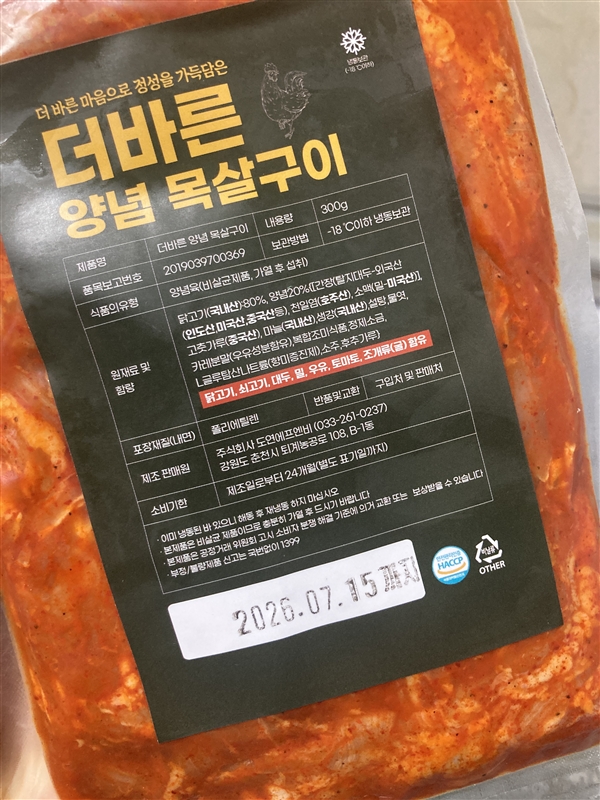 냉동보관
(-18℃이하)
더 바른 마음으로 정성을 가득담은
더바른
양념 목살구이
제품명 더바른 양념 목살구이 내용량 300g
품목보고번호 2019039700369 보관방법 -18℃이하 냉동보관
식품의유형 양념육(비살균제품, 가열 후 섭취)
원재료 및 함량
닭고기(국내산):80%, 양념20%[간장(탈지대두-외국산
(인도산.미국산,중국산등), 천일염(호주산), 소맥(밀-미국산)],
고춧가루(중국산), 마늘(국내산),생강(국내산),설탕,물엿,
카레분말(우유성분함유),복합조미식품,정제소금,
L글루탐산나트륨(향미증진제),소주,후추가루}
닭고기, 쇠고기, 대두, 밀, 우유, 토마토, 조개류(굴) 함유
포장재질(내면) 폴리에틸렌 반품및교환 구입처 및 판매처
제조 판매원 주식회사 도연에프엔비 (033-261-0237)
강원도 춘천시 퇴계농공로 108, B-1동
소비기한 제조일로부터 24개월(별도 표기일까지)
· 이미 냉동된 바 있으니 해동 후 재냉동 하지 마십시오
· 본제품은 비살균 제품이므로 충분히 가열 후 드시기 바랍니다
· 본제품은 공정거래 위원회 고시 소비자 분쟁 해결 기준에 의거 교환 또는 보상받을 수 있습니다
· 부정/불량제품 신고는 국번없이 1399
2026.07.15까지
HACCP
비닐류
OTHER